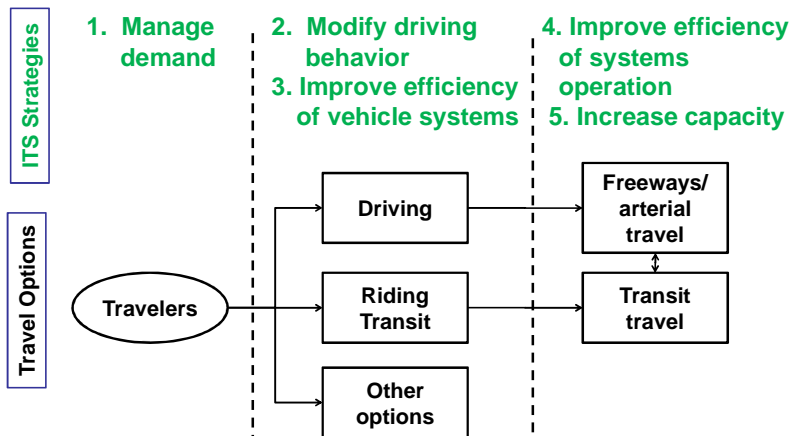 ITS Strategies
1. Manage
demand
2. Modify driving
behavior
3. Improve efficiency
of vehicle systems
4. Improve efficiency
of systems
operation
5. Increase capacity
Travel Options
Travelers
Driving
Riding
Transit
Other
options
Freeways/
arterial
travel
Transit
travel